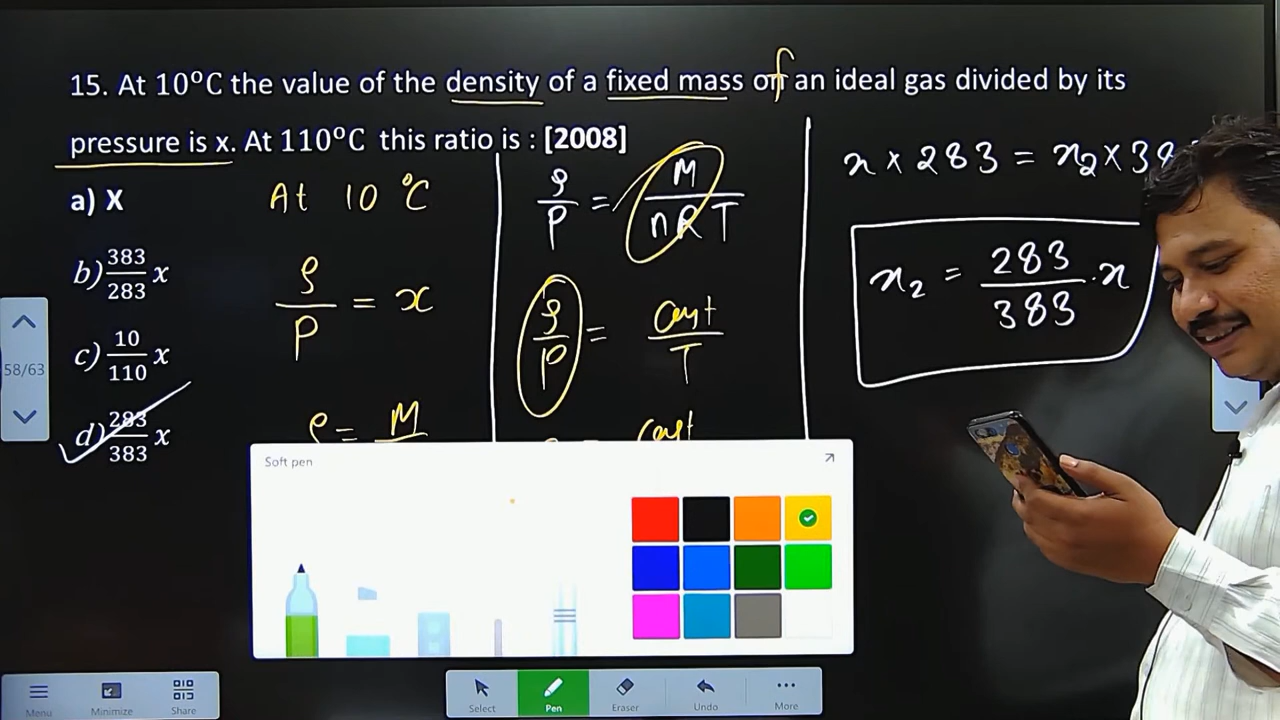 15. At 10°C the value of the density of a fixed mass of an ideal gas divided by its
pressure is x. At 110°C this ratio is : [2008]
a) X
b) 383/283 x
c) 10/110 x
d) 283/383 x
At 10 °C
ρ/P = x
ρ = M
ρ/P = M/nRT
ρ/P = const/T
const
x × 283 = x₂ × 38
x₂ = 283/383 · x
58/63
Soft pen
Menu
Minimize
Share
Select
Pen
Eraser
Undo
More